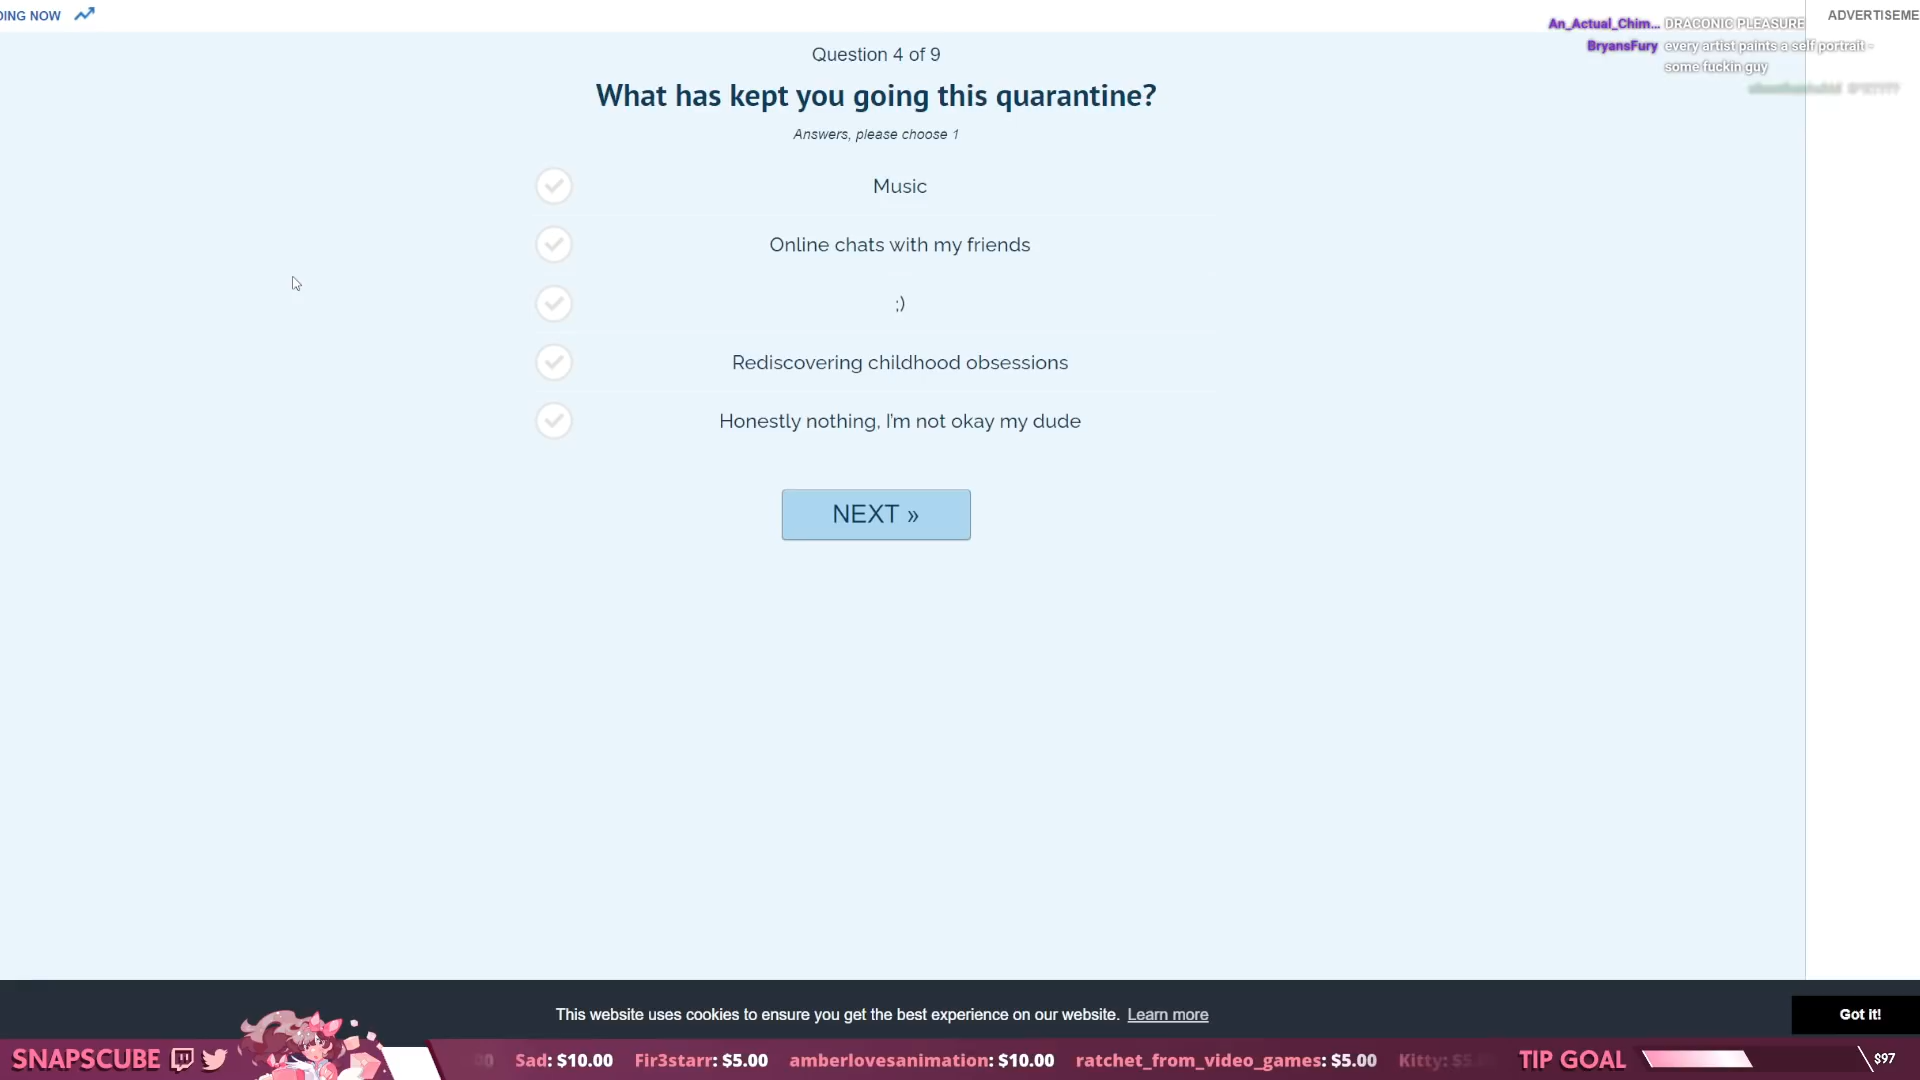 DING NOW
ADVERTISEME
An_Actual_Chim... DRACONIC PLEASURE
BryansFury every artist paints a self portrait -
some fuckin guy
Question 4 of 9
What has kept you going this quarantine?
Answers, please choose 1
Music
Online chats with my friends
;)
Rediscovering childhood obsessions
Honestly nothing, I'm not okay my dude
NEXT »
This website uses cookies to ensure you get the best experience on our website. Learn more
Got it!
SNAPSCUBE
00 Sad: $10.00 Fir3starr: $5.00 amberlovesanimation: $10.00 ratchet_from_video_games: $5.00 Kitty:
TIP GOAL
$97